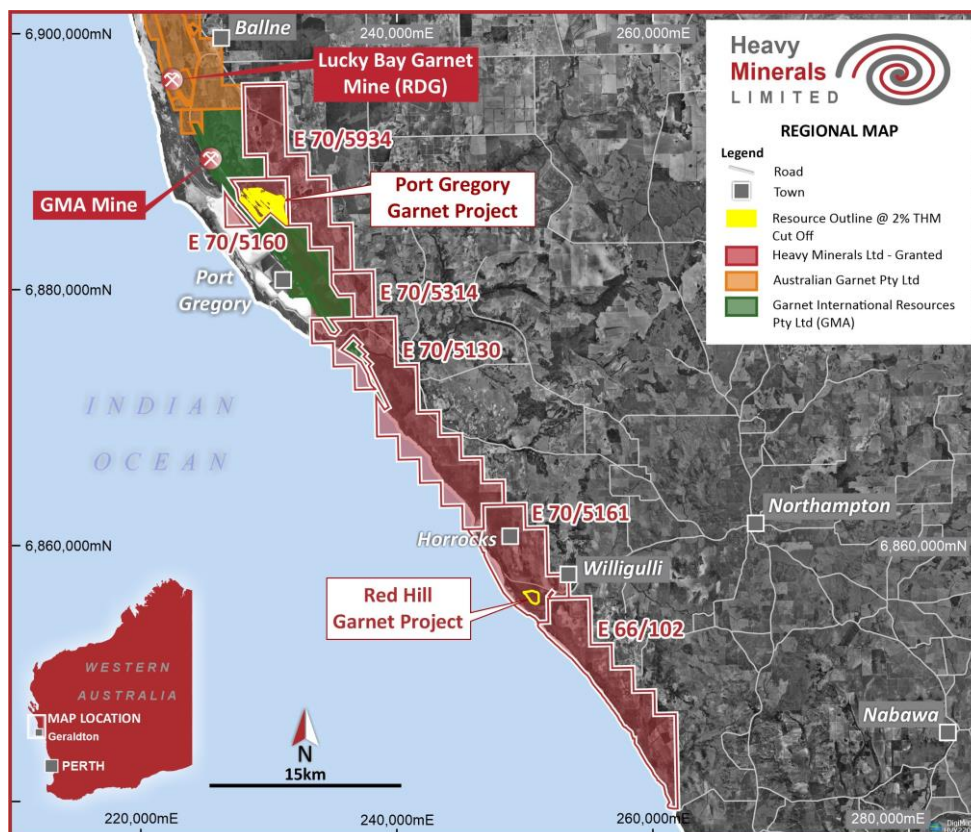 6,900,000mN
Ballne
240,000mE
260,000mE
Lucky Bay Garnet
Mine (RDG)
E 70/5934
GMA Mine
Port Gregory
Garnet Project
E 70/5160
Port
Gregory
6,880,000mN
E 70/5314
E 70/5130
INDIAN
OCEAN
Heavy
Minerals
LIMITED
REGIONAL MAP
Legend
Road
Town
Resource Outline @ 2% THM
Cut Off
Heavy Minerals Ltd - Granted
Australian Garnet Pty Ltd
Garnet International Resources
Pty Ltd (GMA)
E 70/5161
Northampton
Horrocks
6,860,000mN
6,860,000mN
Willigulli
Red Hill
Garnet Project
E 66/102
WESTERN
AUSTRALIA
MAP LOCATION
Geraldton
PERTH
N
15km
Nabawa
220,000mE
240,000mE
260,000mE
280,000mE